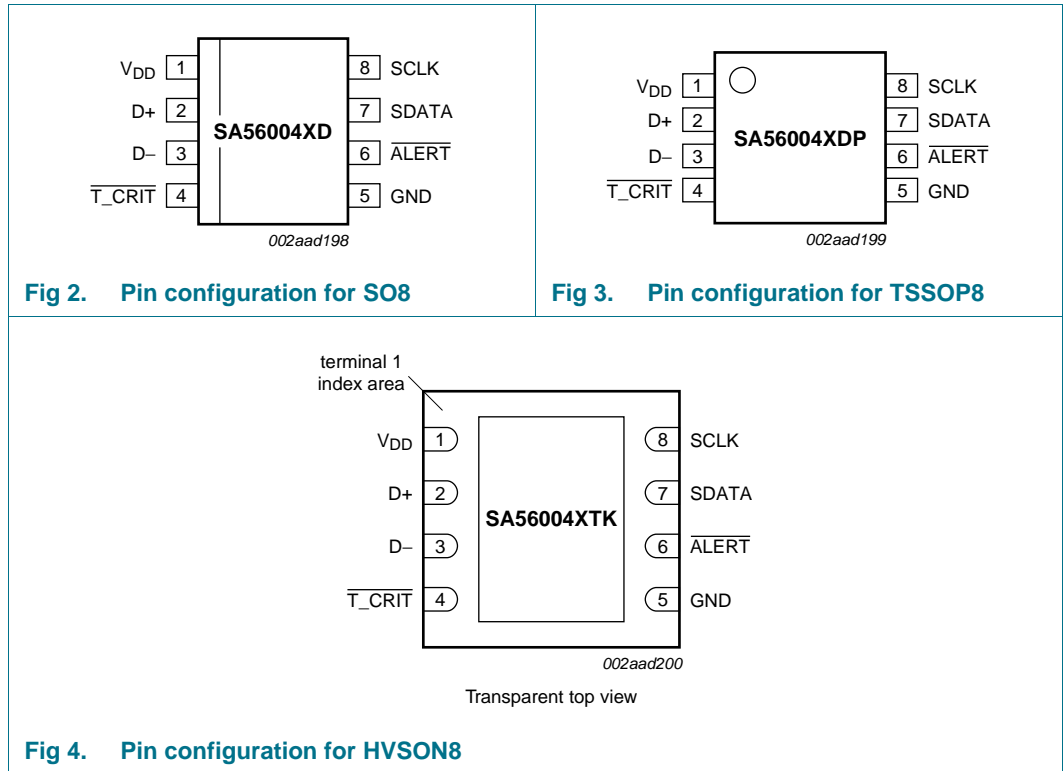 VDD 1
8 SCLK
D+ 2
7 SDATA
SA56004XD
D− 3
6 ALERT
T_CRIT 4
5 GND
002aad198
Fig 2. Pin configuration for SO8
VDD 1
8 SCLK
D+ 2
7 SDATA
SA56004XDP
D− 3
6 ALERT
T_CRIT 4
5 GND
002aad199
Fig 3. Pin configuration for TSSOP8
terminal 1
index area
VDD 1
8 SCLK
D+ 2
7 SDATA
SA56004XTK
D− 3
6 ALERT
T_CRIT 4
5 GND
002aad200
Transparent top view
Fig 4. Pin configuration for HVSON8